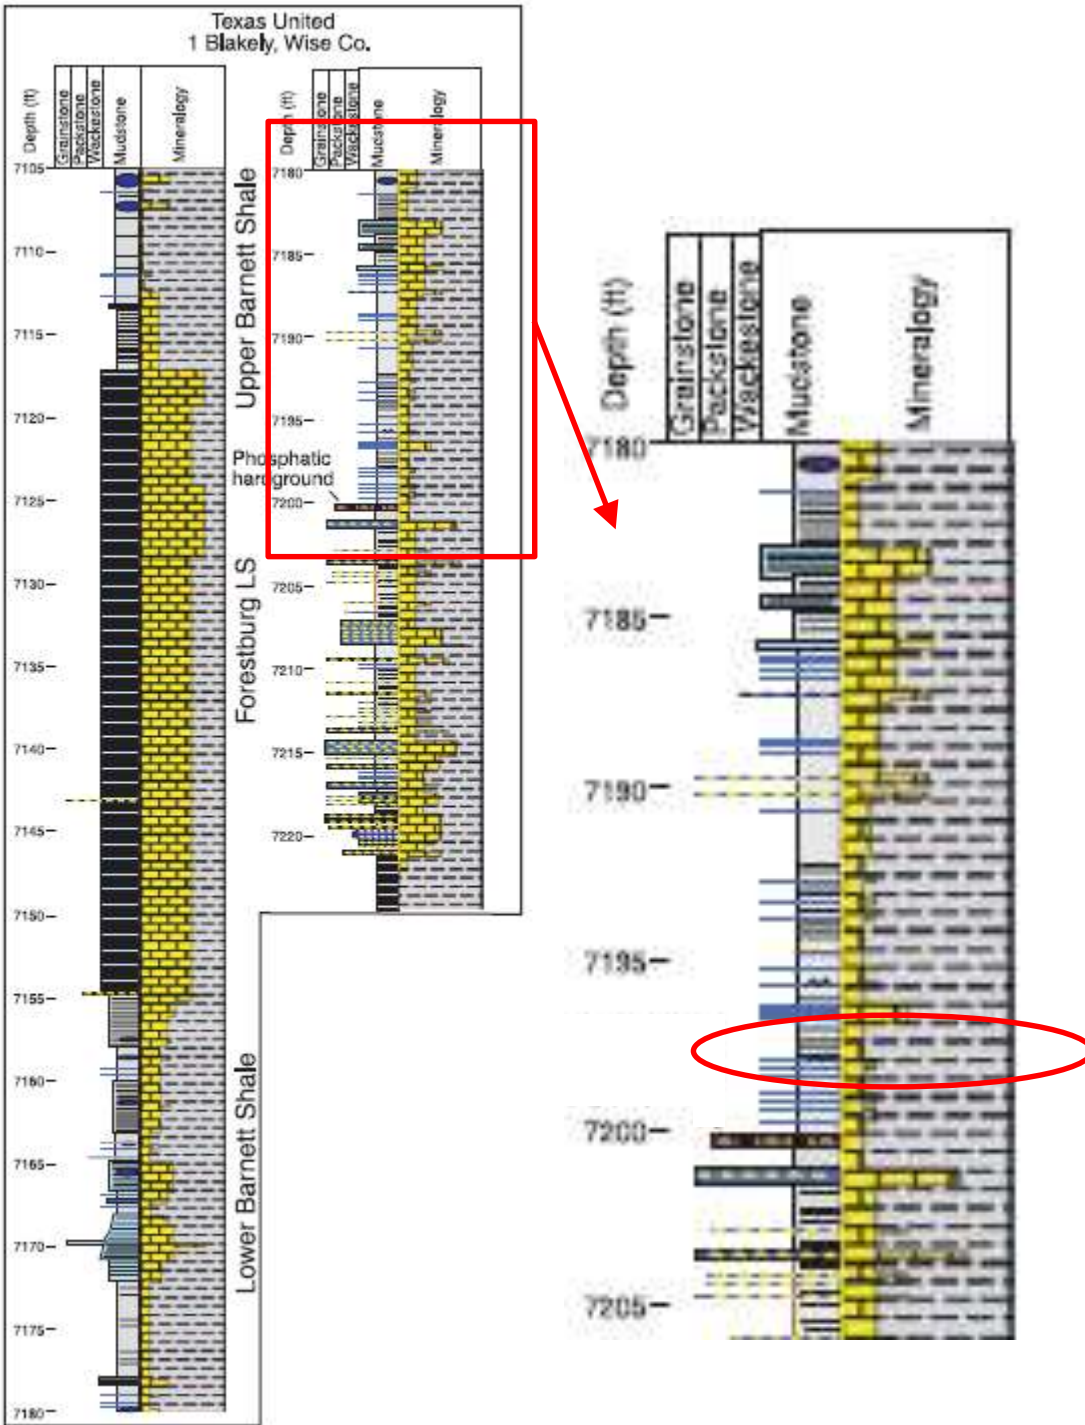 Texas United
1 Blakely, Wise Co.
Depth (ft)
Grainstone
Packstone
Wackestone
Mudstone
Mineralogy
7105
7110
7115
7120
7125
7130
7135
7140
7145
7150
7155
7160
7165
7170
7175
7180
Upper Barnett Shale
Forestburg LS
Lower Barnett Shale
Depth (ft)
Grainstone
Packstone
Wackestone
Mudstone
Mineralogy
7180
7185
7190
7195
Phosphatic
hardground
7200
7205
7210
7215
7220
Depth (ft)
Grainstone
Packstone
Wackestone
Mudstone
Mineralogy
7180
7185
7190
7195
7200
7205